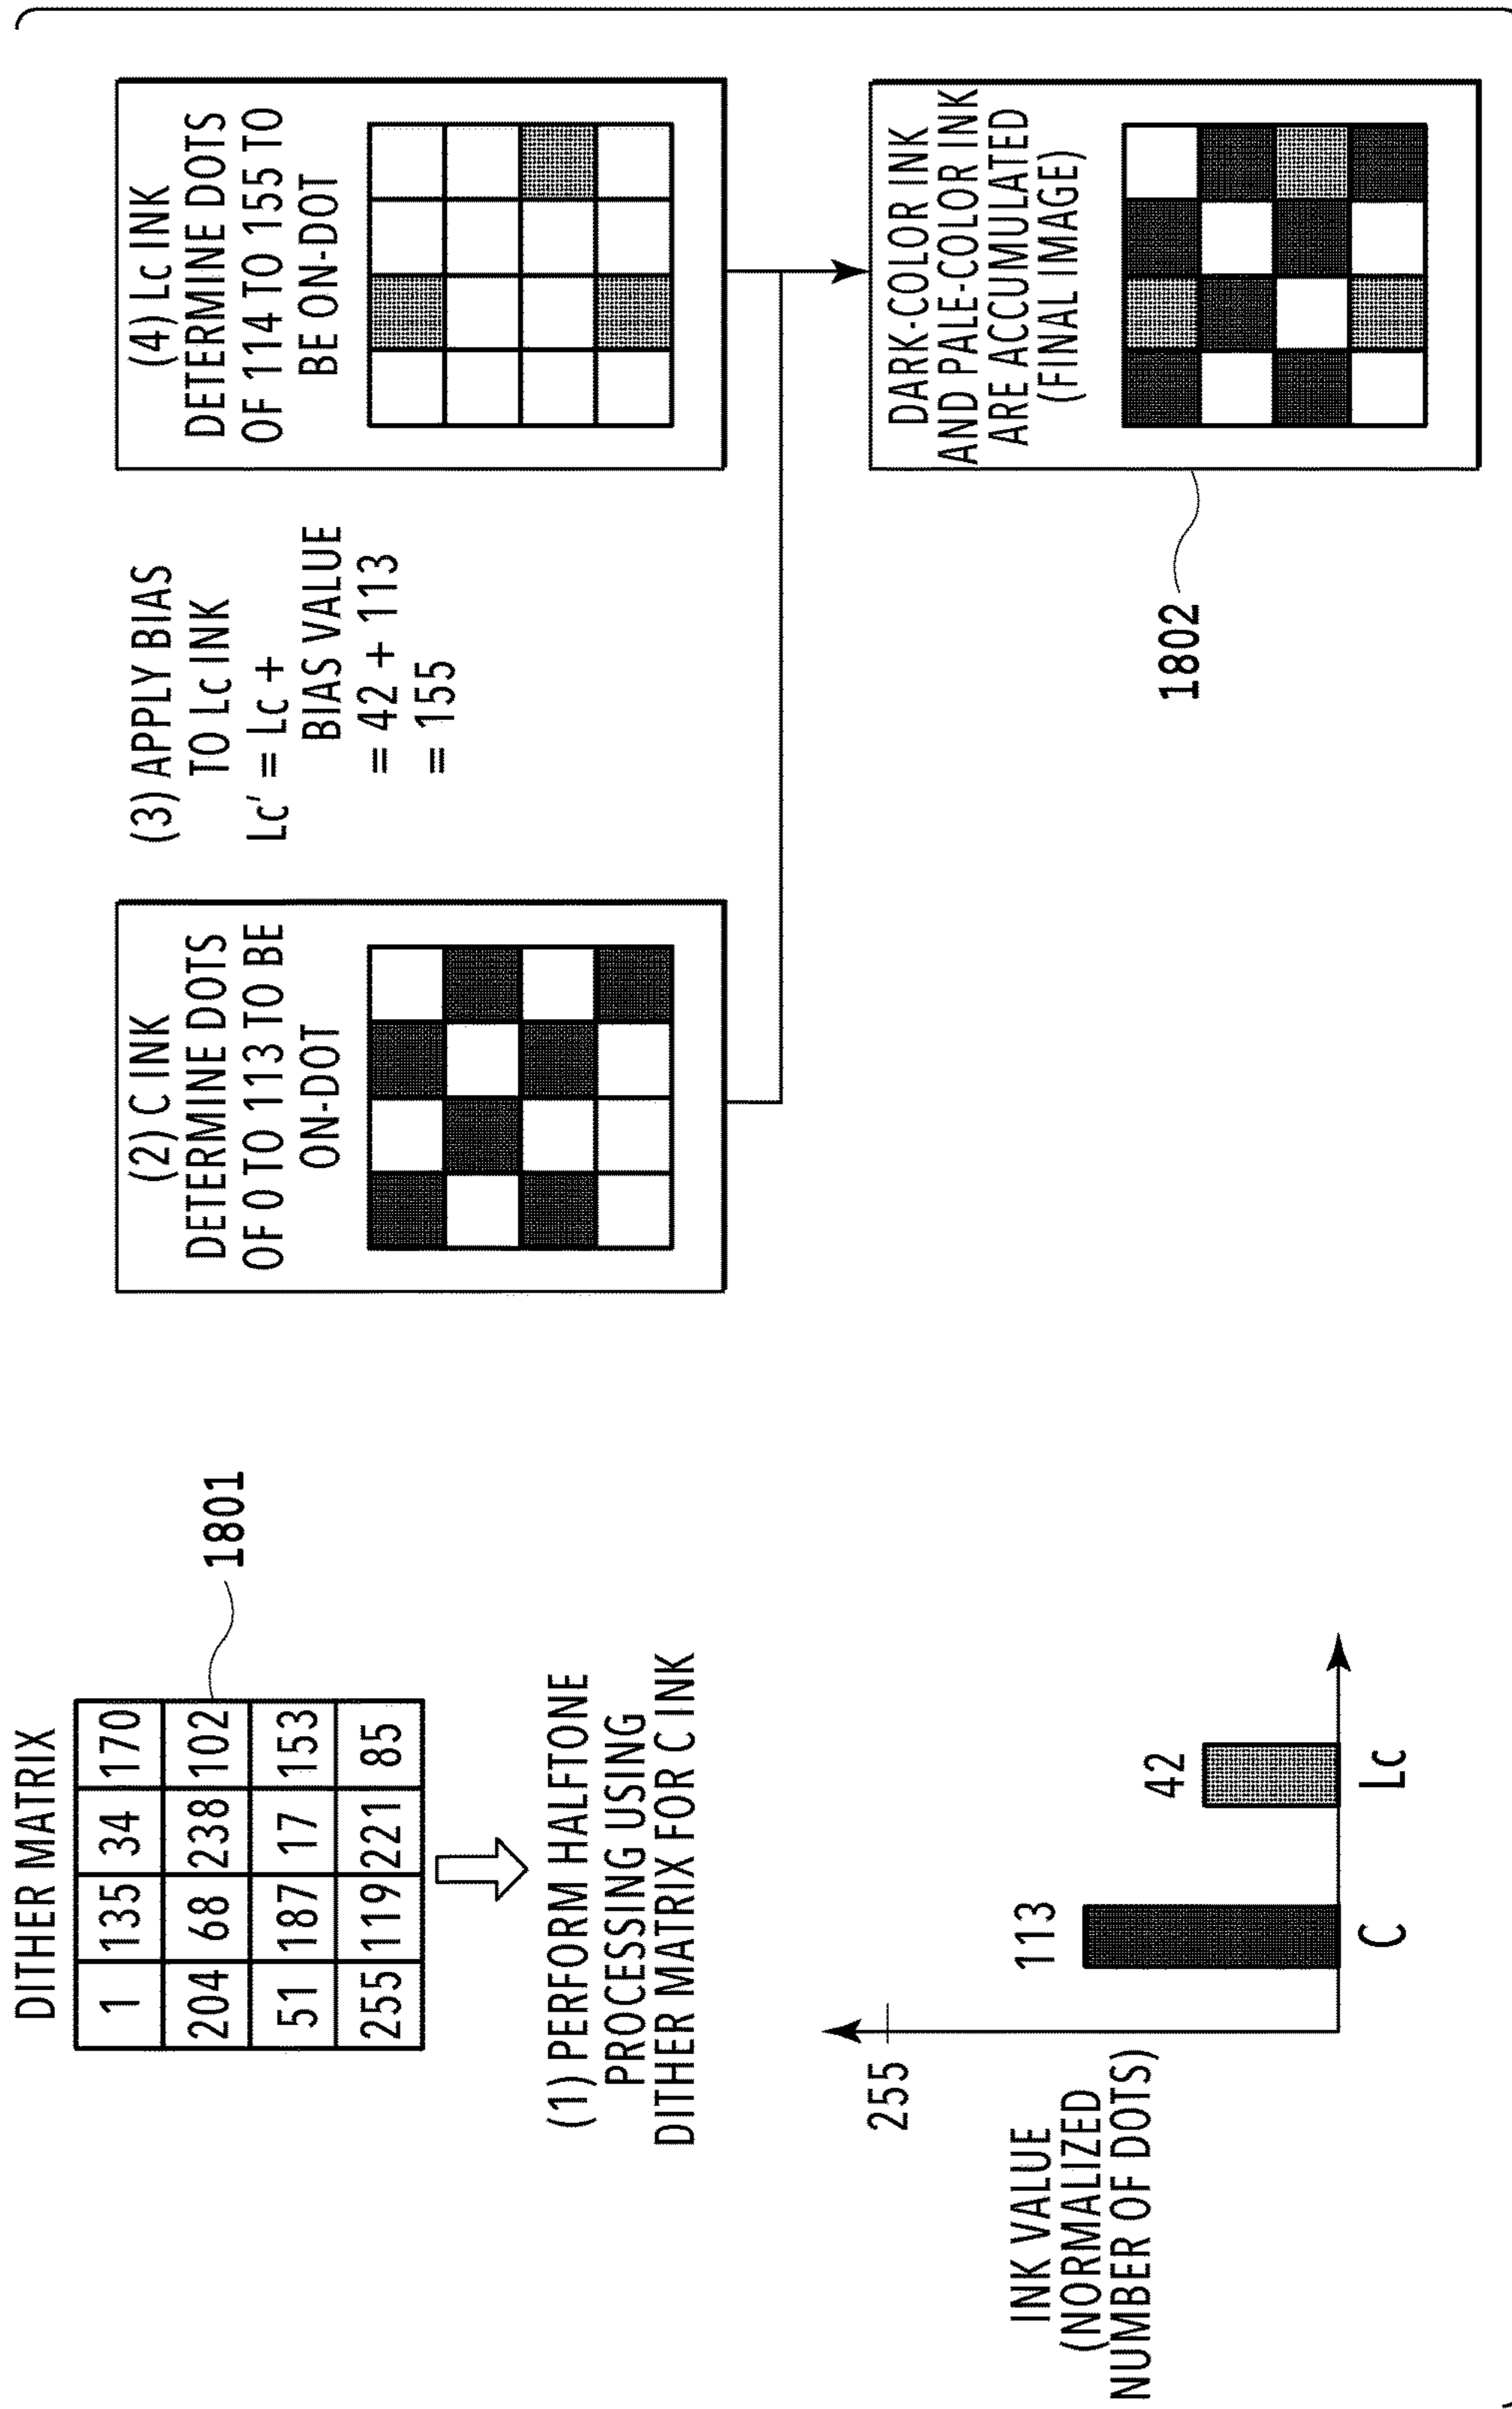 DITHER MATRIX
1 135 34 170
204 68 238 102
51 187 17 153
255 119 221 85
1801
(1) PERFORM HALFTONE
PROCESSING USING
DITHER MATRIX FOR C INK
INK VALUE
(NORMALIZED
NUMBER OF DOTS)
255
113
42
C
Lc
(2) C INK
DETERMINE DOTS
OF 0 TO 113 TO BE
ON-DOT
(3) APPLY BIAS
TO Lc INK
Lc' = Lc +
BIAS VALUE
= 42 + 113
= 155
(4) Lc INK
DETERMINE DOTS
OF 114 TO 155 TO
BE ON-DOT
DARK-COLOR INK
AND PALE-COLOR INK
ARE ACCUMULATED
(FINAL IMAGE)
1802